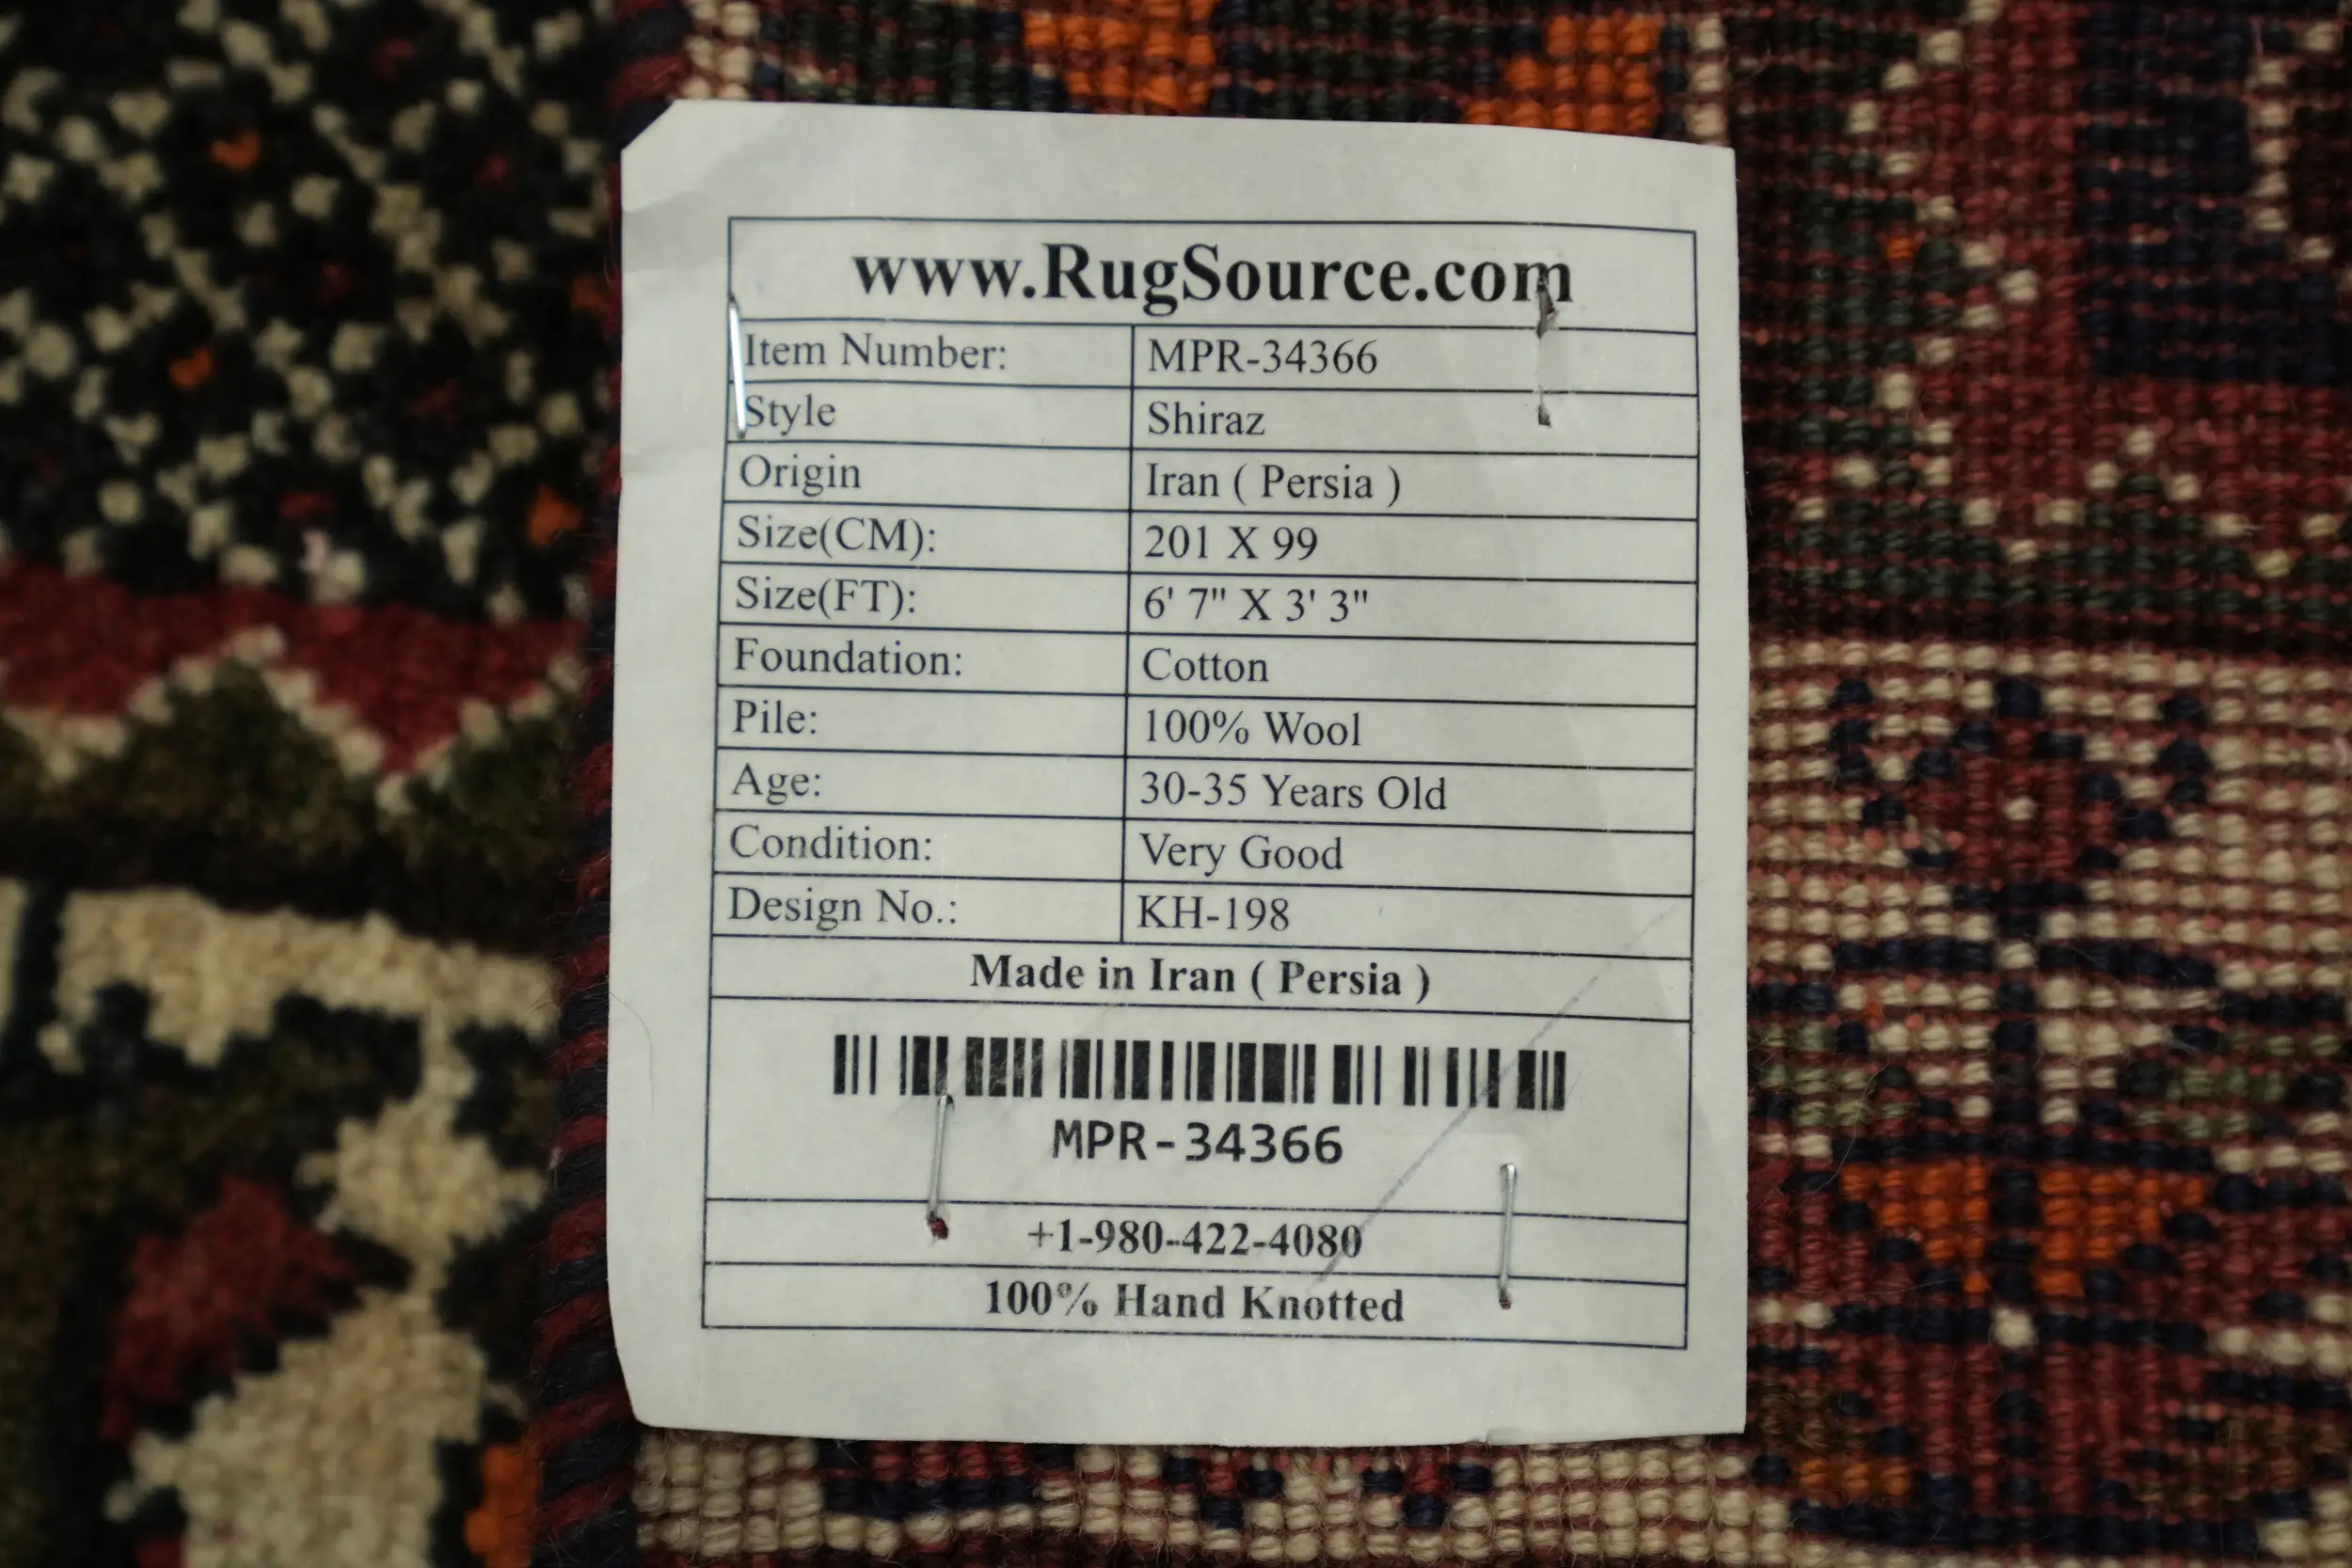 www.RugSource.com
Item Number: MPR-34366
Style Shiraz
Origin Iran ( Persia )
Size(CM): 201 X 99
Size(FT): 6' 7" X 3' 3"
Foundation: Cotton
Pile: 100% Wool
Age: 30-35 Years Old
Condition: Very Good
Design No.: KH-198
Made in Iran ( Persia )
MPR-34366
+1-980-422-4080
100% Hand Knotted